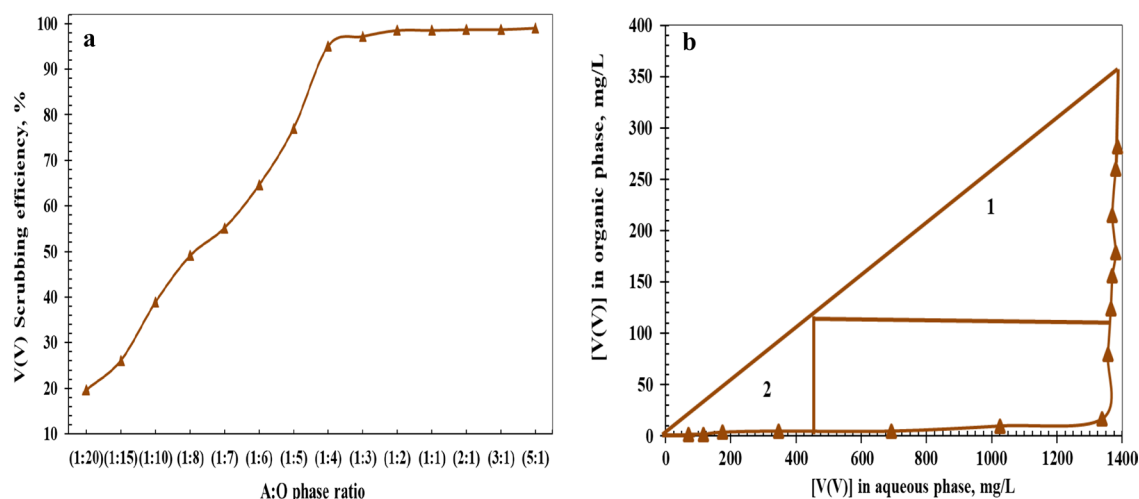 a
V(V) Scrubbing efficiency, %
100
90
80
70
60
50
40
30
20
10
(1:20) (1:15) (1:10) (1:8) (1:7) (1:6) (1:5) (1:4) (1:3) (1:2) (1:1) (2:1) (3:1) (5:1)
A:O phase ratio
b
[V(V)] in organic phase, mg/L
400
350
300
250
200
150
100
50
0
1
2
0 200 400 600 800 1000 1200 1400
[V(V)] in aqueous phase, mg/L